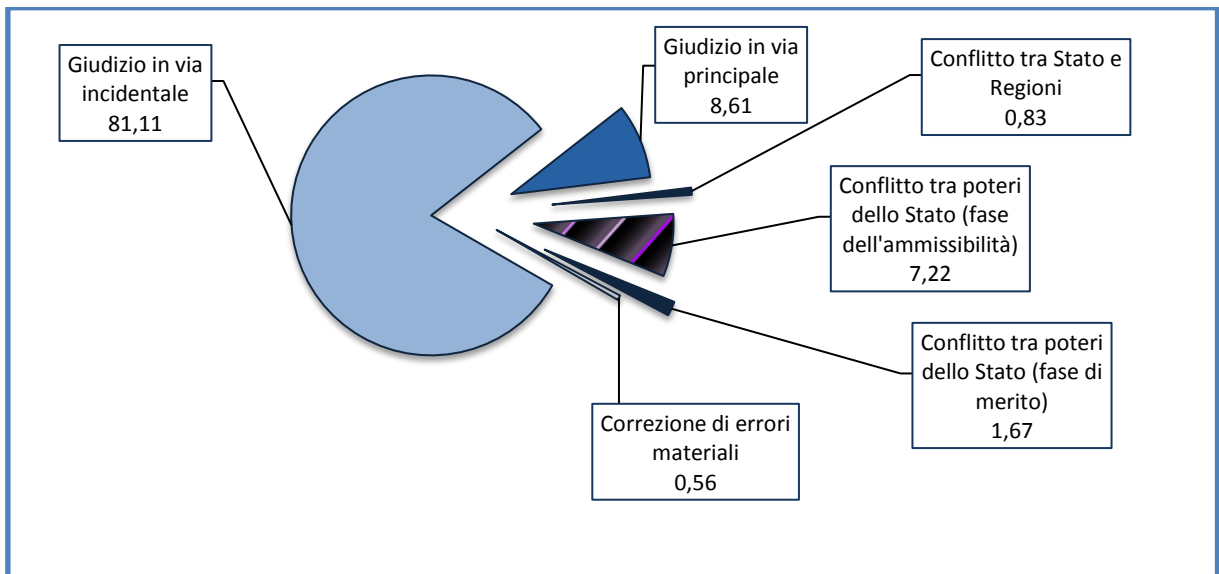 Giudizio in via
incidentale
81,11
Giudizio in via
principale
8,61
Conflitto tra Stato e
Regioni
0,83
Conflitto tra poteri
dello Stato (fase
dell'ammissibilità)
7,22
Conflitto tra poteri
dello Stato (fase di
merito)
1,67
Correzione di errori
materiali
0,56